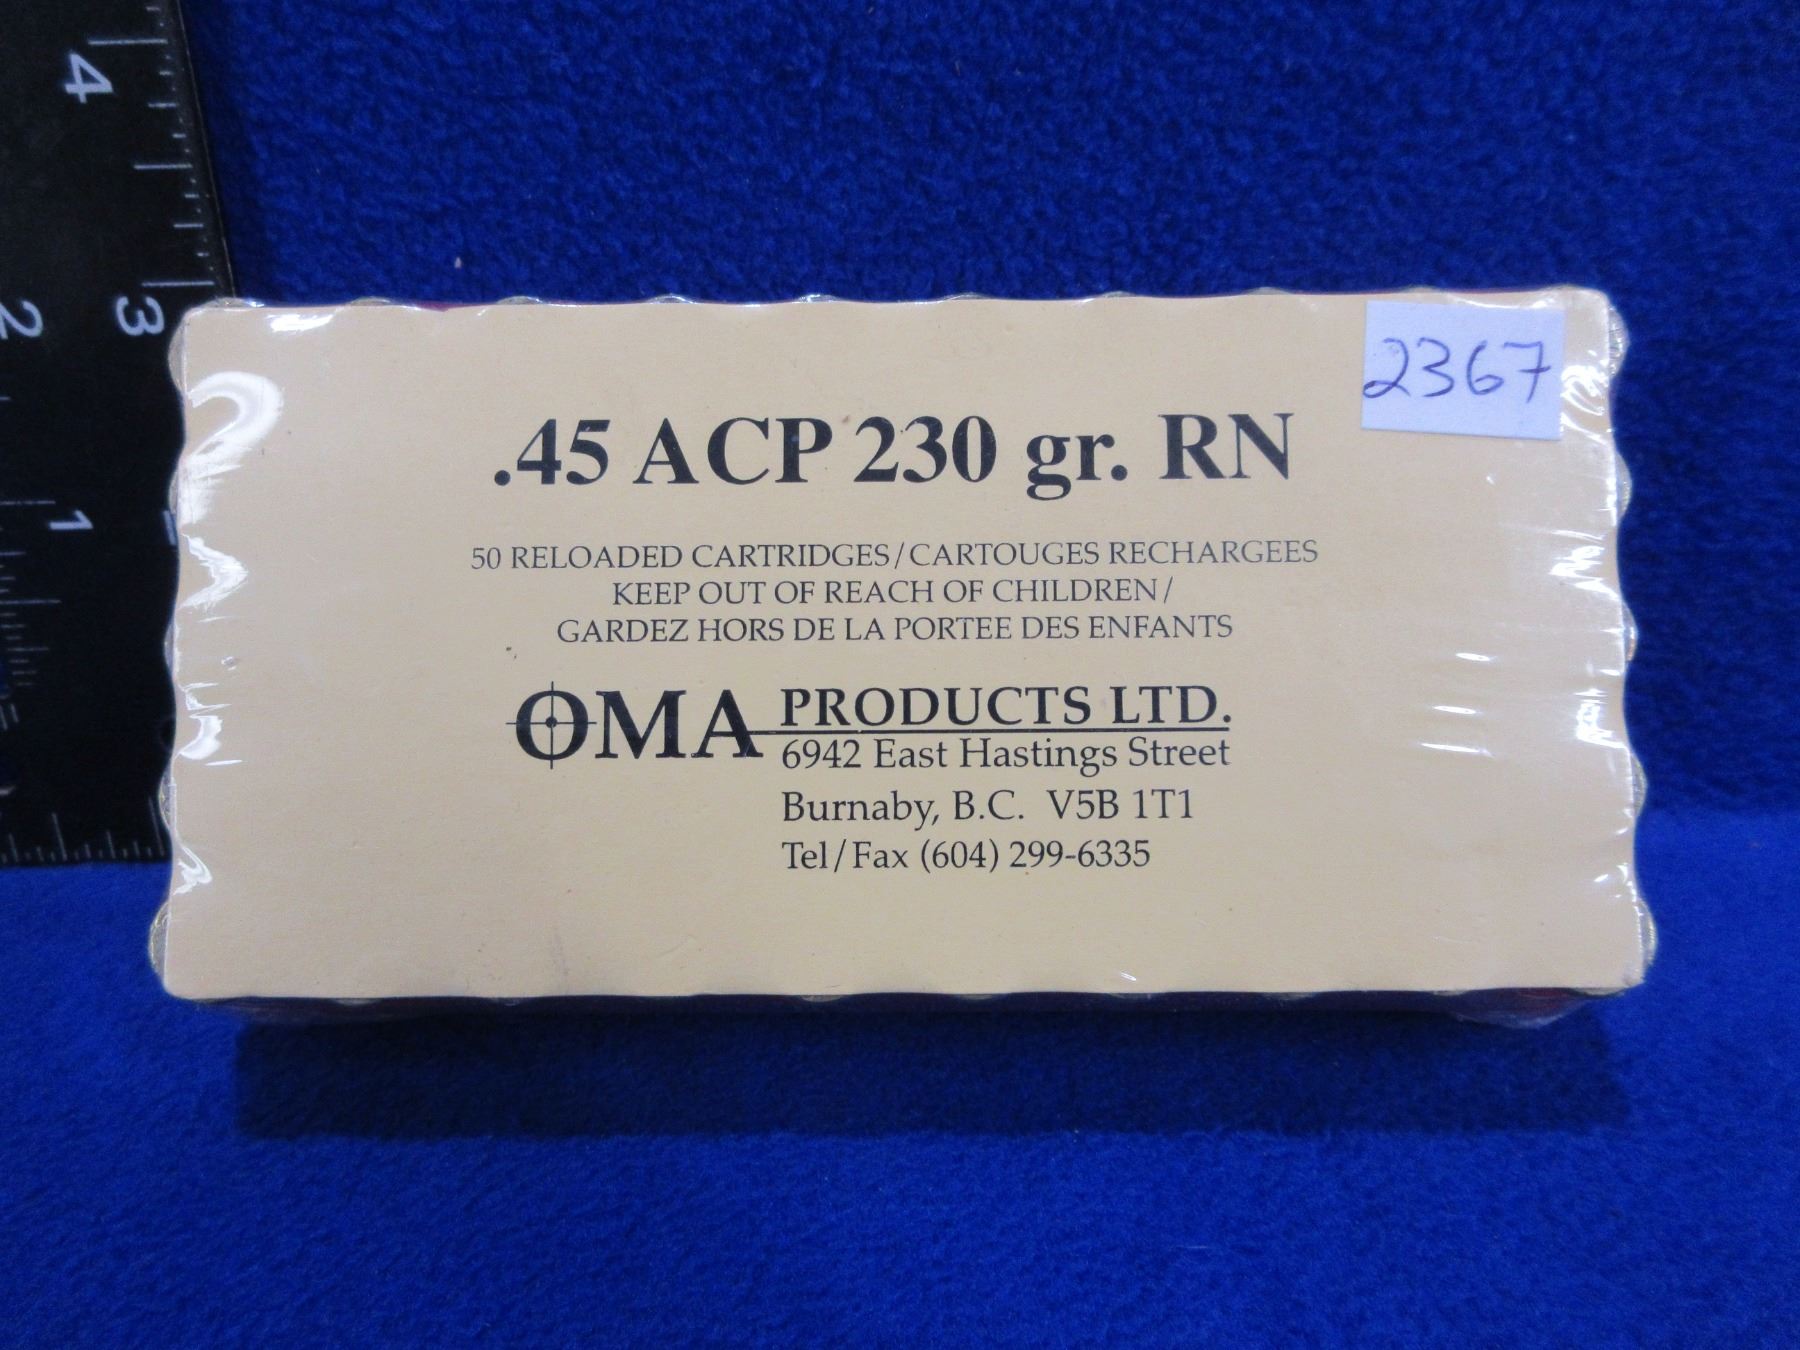 2367
.45 ACP 230 gr. RN
50 RELOADED CARTRIDGES/CARTOUGES RECHARGEES
KEEP OUT OF REACH OF CHILDREN/
GARDEZ HORS DE LA PORTEE DES ENFANTS
OMA PRODUCTS LTD.
6942 East Hastings Street
Burnaby, B.C. V5B 1T1
Tel/Fax (604) 299-6335
4
3
2
1